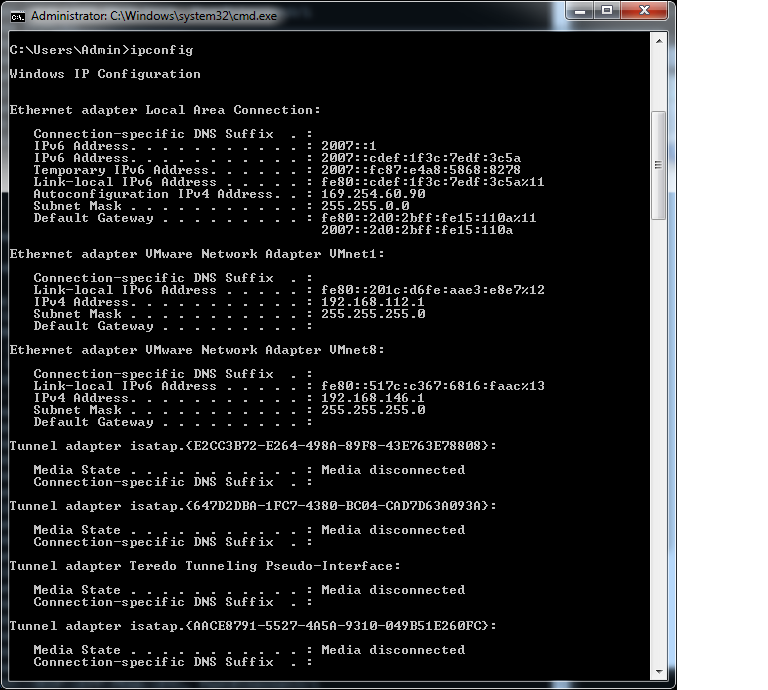 Administrator: C:\Windows\system32\cmd.exe
C:\Users\Admin>ipconfig
Windows IP Configuration
Ethernet adapter Local Area Connection:
   Connection-specific DNS Suffix  . :
   IPv6 Address. . . . . . . . . . . : 2007::1
   IPv6 Address. . . . . . . . . . . : 2007::cdef:1f3c:7edf:3c5a
   Temporary IPv6 Address. . . . . . : 2007::fc87:e4a8:5868:8278
   Link-local IPv6 Address . . . . . : fe80::cdef:1f3c:7edf:3c5a%11
   Autoconfiguration IPv4 Address. . : 169.254.60.90
   Subnet Mask . . . . . . . . . . . : 255.255.0.0
   Default Gateway . . . . . . . . . : fe80::2d0:2bff:fe15:110a%11
                                       2007::2d0:2bff:fe15:110a
Ethernet adapter VMware Network Adapter VMnet1:
   Connection-specific DNS Suffix  . :
   Link-local IPv6 Address . . . . . : fe80::201c:d6fe:aae3:e8e7%12
   IPv4 Address. . . . . . . . . . . : 192.168.112.1
   Subnet Mask . . . . . . . . . . . : 255.255.255.0
   Default Gateway . . . . . . . . . :
Ethernet adapter VMware Network Adapter VMnet8:
   Connection-specific DNS Suffix  . :
   Link-local IPv6 Address . . . . . : fe80::517c:c367:6816:faac%13
   IPv4 Address. . . . . . . . . . . : 192.168.146.1
   Subnet Mask . . . . . . . . . . . : 255.255.255.0
   Default Gateway . . . . . . . . . :
Tunnel adapter isatap.{E2CC3B72-E264-498A-89F8-43E763E78808}:
   Media State . . . . . . . . . . . : Media disconnected
   Connection-specific DNS Suffix  . :
Tunnel adapter isatap.{647D2DBA-1FC7-4380-BC04-CAD7D63A093A}:
   Media State . . . . . . . . . . . : Media disconnected
   Connection-specific DNS Suffix  . :
Tunnel adapter Teredo Tunneling Pseudo-Interface:
   Media State . . . . . . . . . . . : Media disconnected
   Connection-specific DNS Suffix  . :
Tunnel adapter isatap.{AACE8791-5527-4A5A-9310-049B51E260FC}:
   Media State . . . . . . . . . . . : Media disconnected
   Connection-specific DNS Suffix  . :